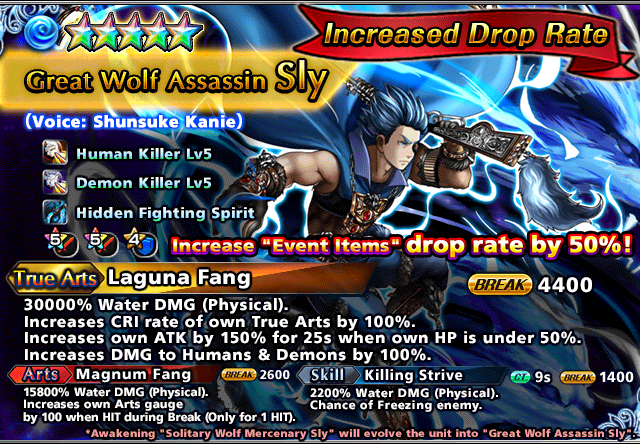 Increased Drop Rate
Great Wolf Assassin Sly
(Voice: Shunsuke Kanie)
Human Killer Lv5
Demon Killer Lv5
Hidden Fighting Spirit
5 5 4
Increase "Event Items" drop rate by 50%!
True Arts Laguna Fang BREAK 4400
30000% Water DMG (Physical).
Increases CRI rate of own True Arts by 100%.
Increases own ATK by 150% for 25s when own HP is under 50%.
Increases DMG to Humans & Demons by 100%.
Arts Magnum Fang BREAK 2600
15800% Water DMG (Physical).
Increases own Arts gauge
by 100 when HIT during Break (Only for 1 HIT).
Skill Killing Strive CT 9s BREAK 1400
2200% Water DMG (Physical).
Chance of Freezing enemy.
*Awakening "Solitary Wolf Mercenary Sly" will evolve the unit into "Great Wolf Assassin Sly".